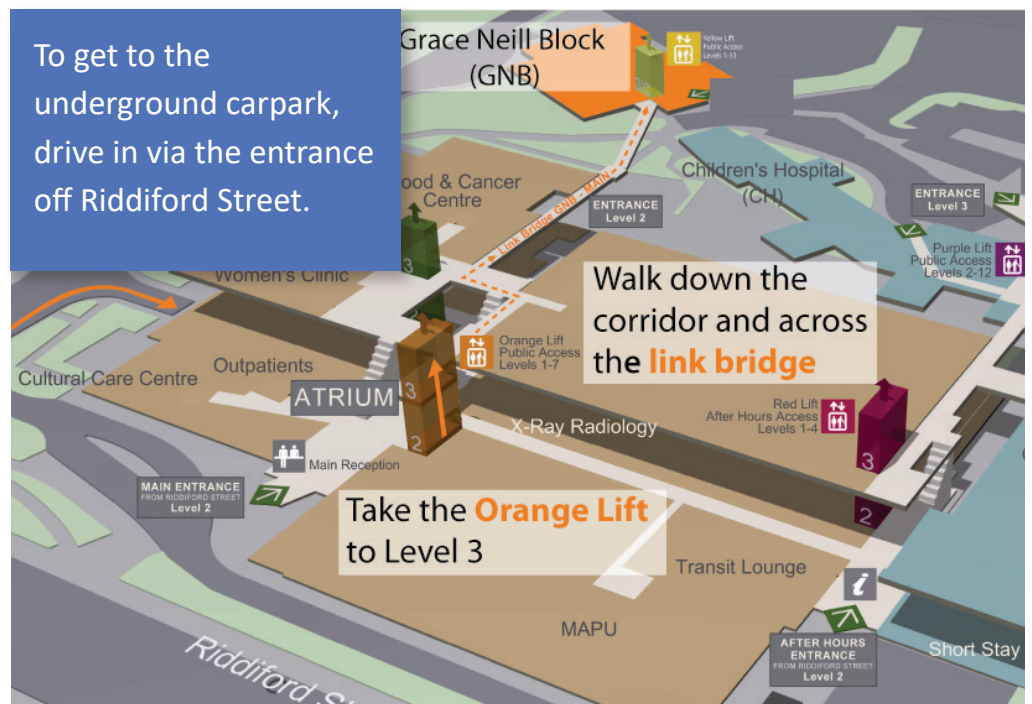 To get to the
underground carpark,
drive in via the entrance
off Riddiford Street.
Grace Neill Block
(GNB)
Yellow Lift
Public Access
Levels 1-13
Children's Hospital
(CH)
ood & Cancer
Centre
Link Bridge GNB - MAIN
ENTRANCE
Level 2
ENTRANCE
Level 3
Purple Lift
Public Access
Levels 2-12
Women's Clinic
3
2
Walk down the
corridor and across
the link bridge
Orange Lift
Public Access
Levels 1-7
Outpatients
Cultural Care Centre
ATRIUM
3
2
X-Ray Radiology
Red Lift
After Hours Access
Levels 1-4
3
2
Main Reception
MAIN ENTRANCE
FROM RIDDIFORD STREET
Level 2
Take the Orange Lift
to Level 3
Transit Lounge
i
MAPU
AFTER HOURS
ENTRANCE
FROM RIDDIFORD STREET
Level 2
Short Stay
Riddiford St